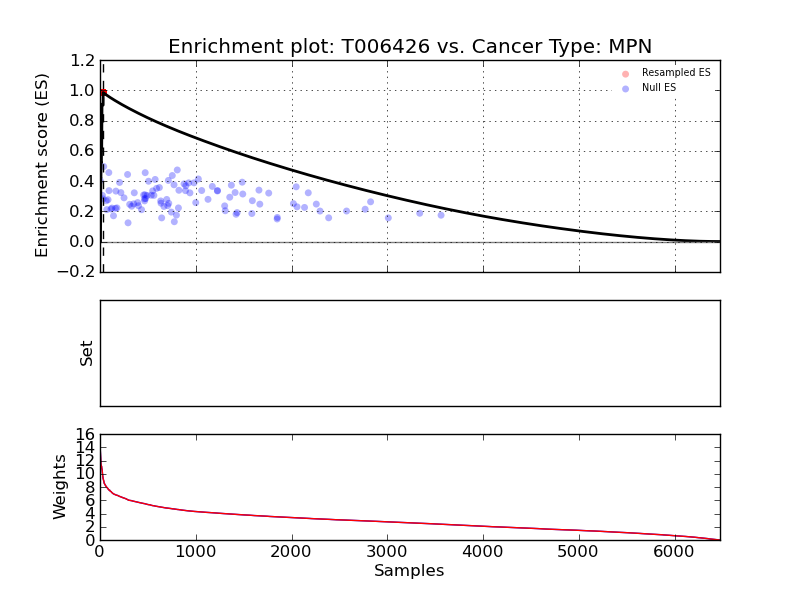 Enrichment plot: T006426 vs. Cancer Type: MPN
1.2
1.0
0.8
0.6
0.4
0.2
0.0
−0.2
Enrichment score (ES)
Resampled ES
Null ES
Set
16
14
12
10
8
6
4
2
0
Weights
0 1000 2000 3000 4000 5000 6000
Samples